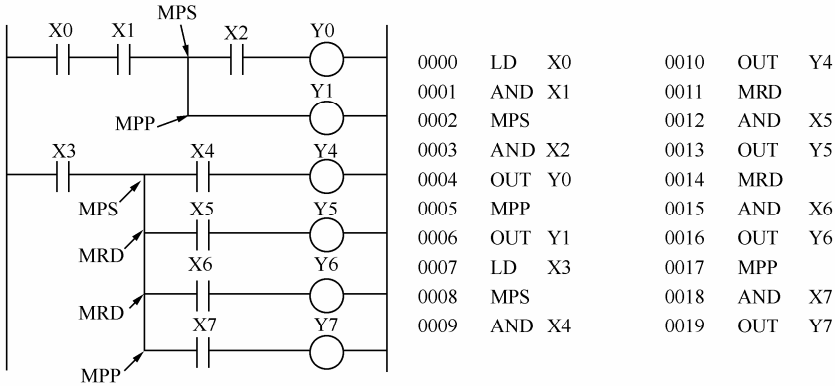 MPS
X0 X1 X2 Y0
Y1
MPP
X3 X4 Y4
MPS
X5 Y5
MRD
X6 Y6
MRD
X7 Y7
MPP
0000 LD X0
0001 AND X1
0002 MPS
0003 AND X2
0004 OUT Y0
0005 MPP
0006 OUT Y1
0007 LD X3
0008 MPS
0009 AND X4
0010 OUT Y4
0011 MRD
0012 AND X5
0013 OUT Y5
0014 MRD
0015 AND X6
0016 OUT Y6
0017 MPP
0018 AND X7
0019 OUT Y7